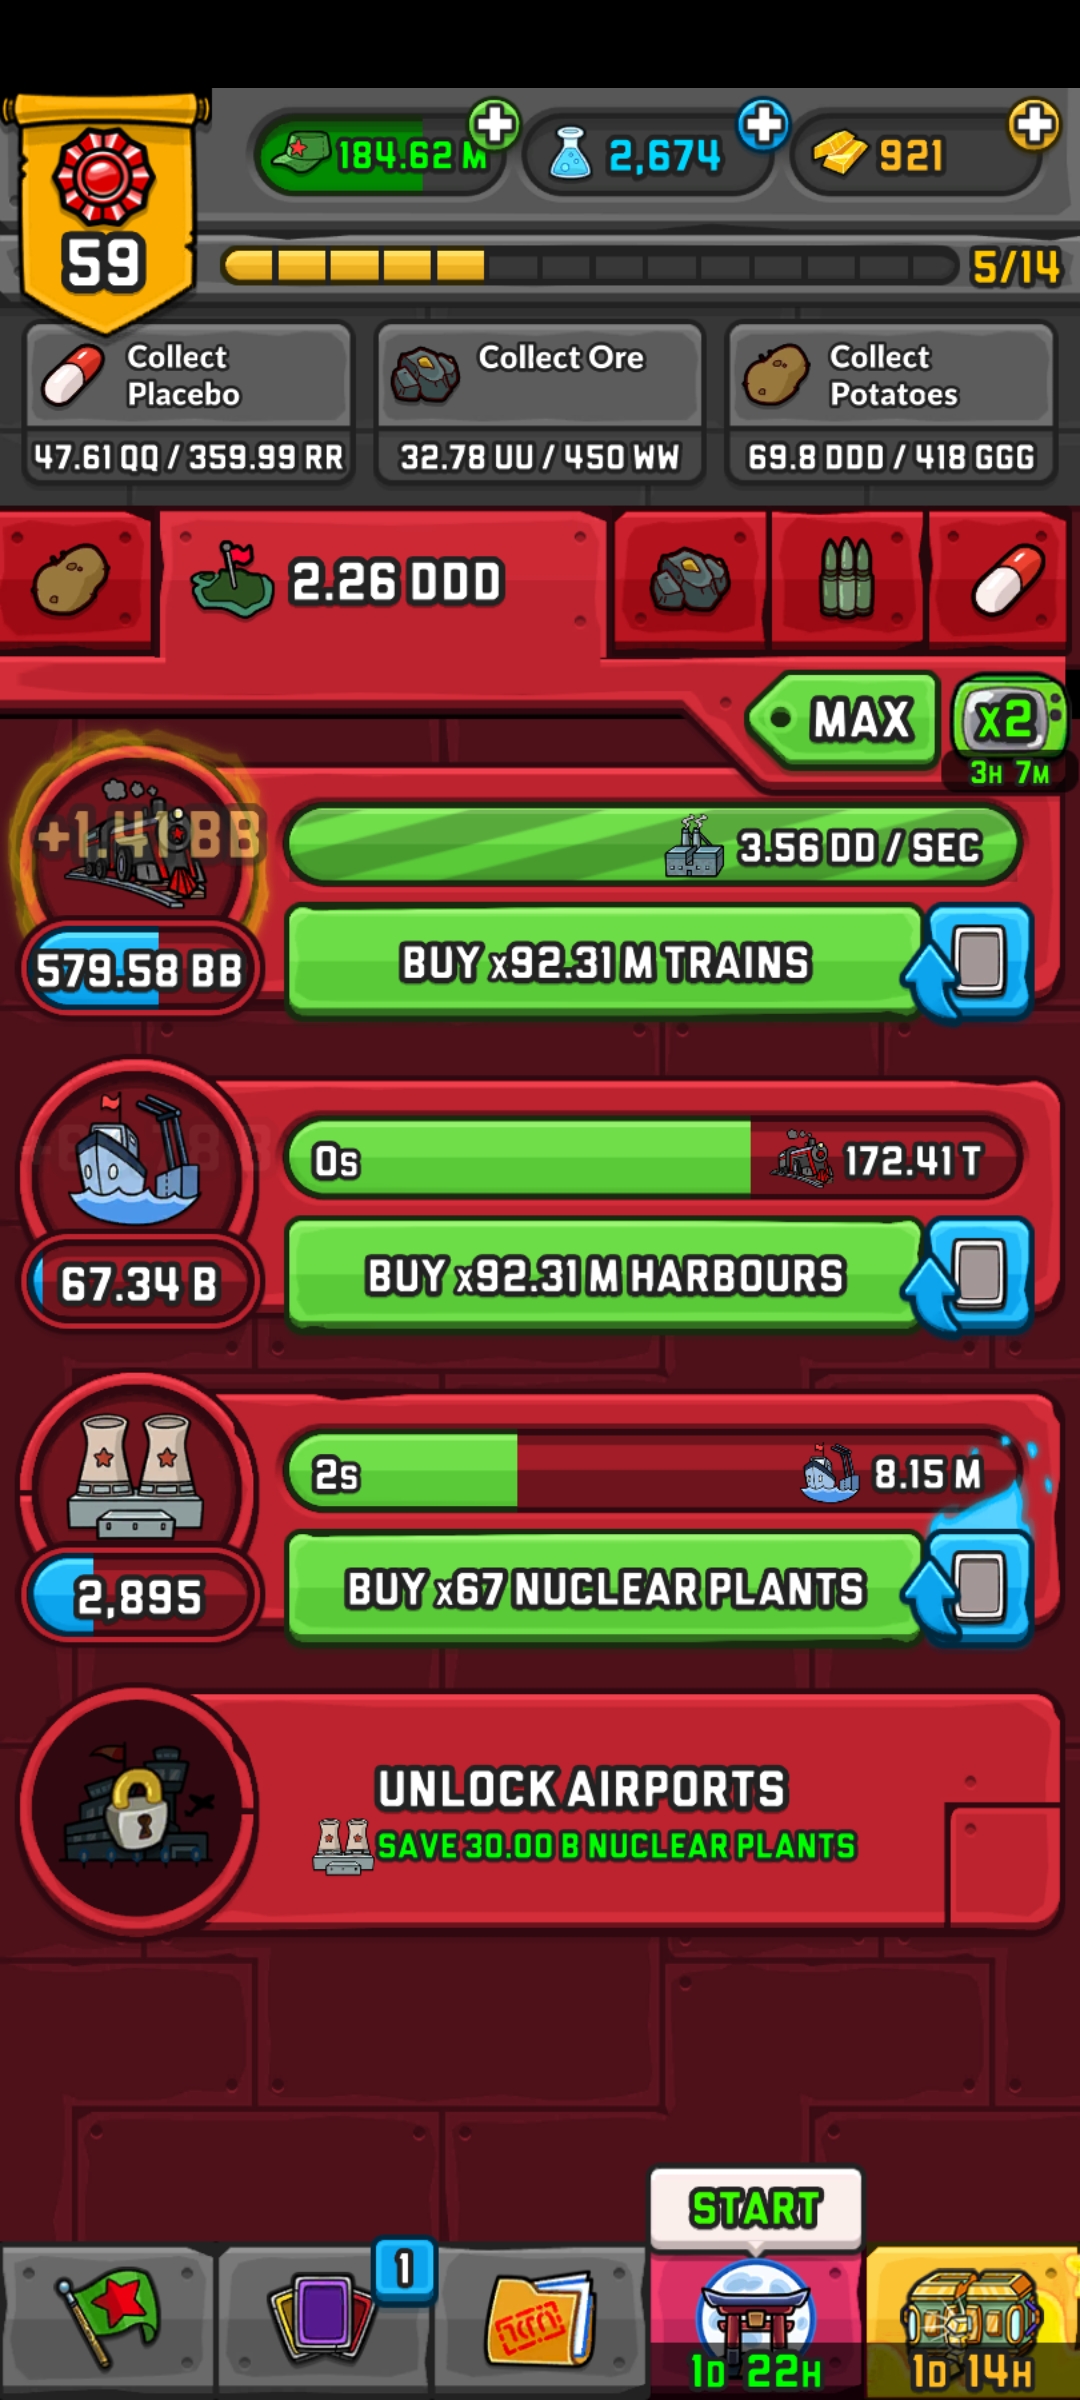 184.62 M
2,674
921
59
5/14
Collect
Placebo
47.61 QQ / 359.99 RR
Collect Ore
32.78 UU / 450 WW
Collect
Potatoes
69.8 DDD / 418 GGG
2.26 DDD
MAX
x2
3H 7M
+1.41 BB
3.56 DD / SEC
579.58 BB
BUY x92.31 M TRAINS
0s
172.41 T
67.34 B
BUY x92.31 M HARBOURS
2s
8.15 M
2,895
BUY x67 NUCLEAR PLANTS
UNLOCK AIRPORTS
SAVE 30.00 B NUCLEAR PLANTS
START
1
1D 22H
1D 14H